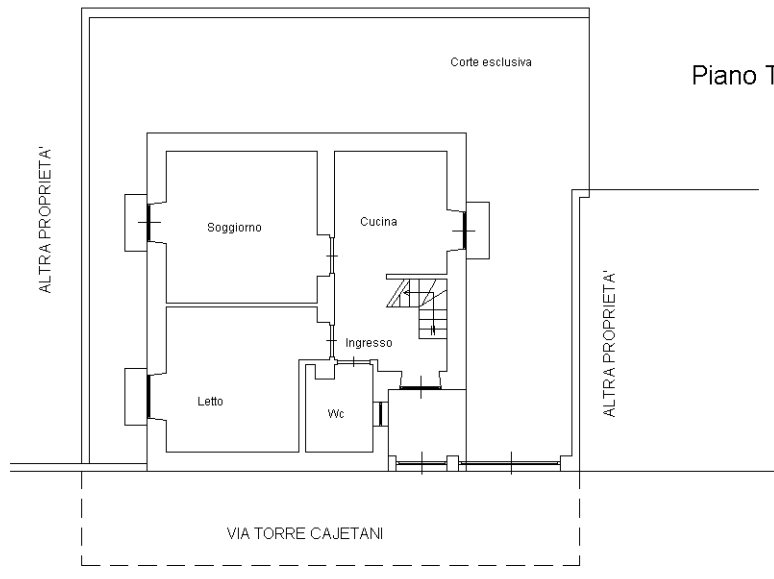 Corte esclusiva
Piano T
ALTRA PROPRIETA'
Soggiorno
Cucina
Ingresso
ALTRA PROPRIETA'
Letto
Wc
VIA TORRE CAJETANI